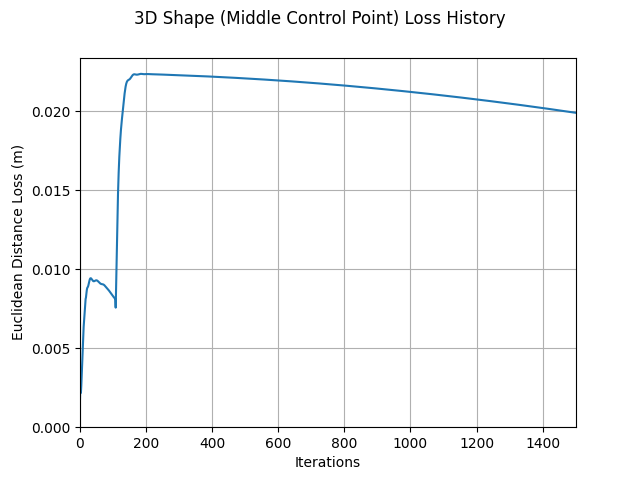 3D Shape (Middle Control Point) Loss History
Euclidean Distance Loss (m)
0.020
0.015
0.010
0.005
0.000
0 200 400 600 800 1000 1200 1400
Iterations